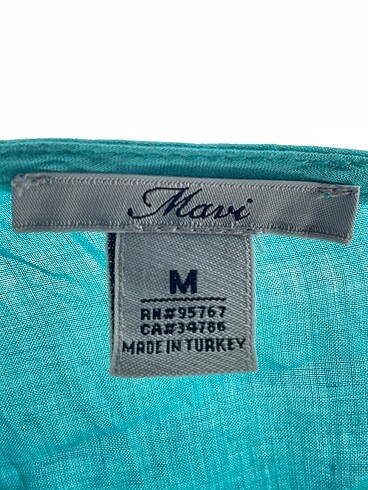 Mavi
M
RN#95767
CA#34786
MADE IN TURKEY